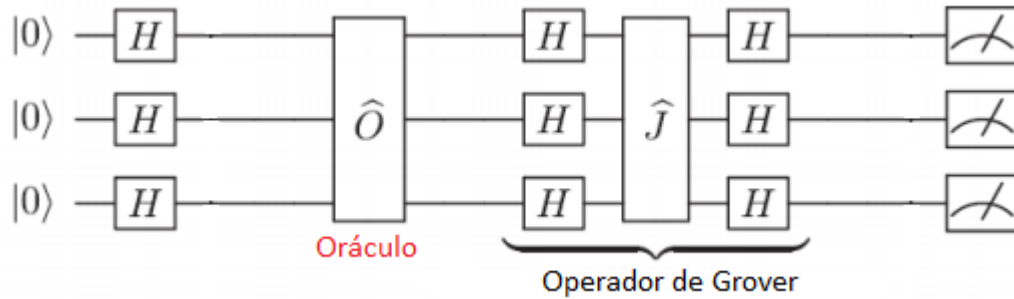 |0⟩ H H H
|0⟩ H Ô H Ĵ H
|0⟩ H H H
Oráculo
Operador de Grover